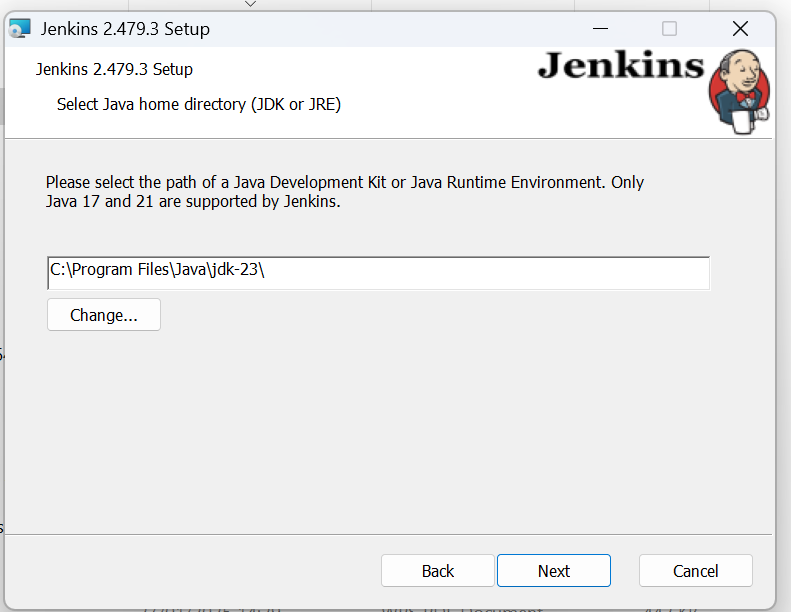 Jenkins 2.479.3 Setup
Jenkins 2.479.3 Setup
Jenkins
Select Java home directory (JDK or JRE)
Please select the path of a Java Development Kit or Java Runtime Environment. Only
Java 17 and 21 are supported by Jenkins.
C:\Program Files\Java\jdk-23\
Change...
Back
Next
Cancel